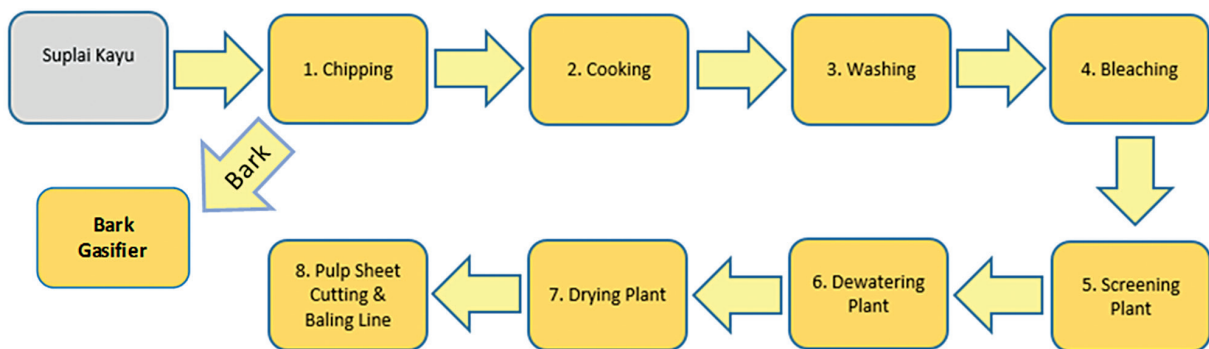 Suplai Kayu
1. Chipping
2. Cooking
3. Washing
4. Bleaching
Bark
Bark
Gasifier
8. Pulp Sheet
Cutting &
Baling Line
7. Drying Plant
6. Dewatering
Plant
5. Screening
Plant